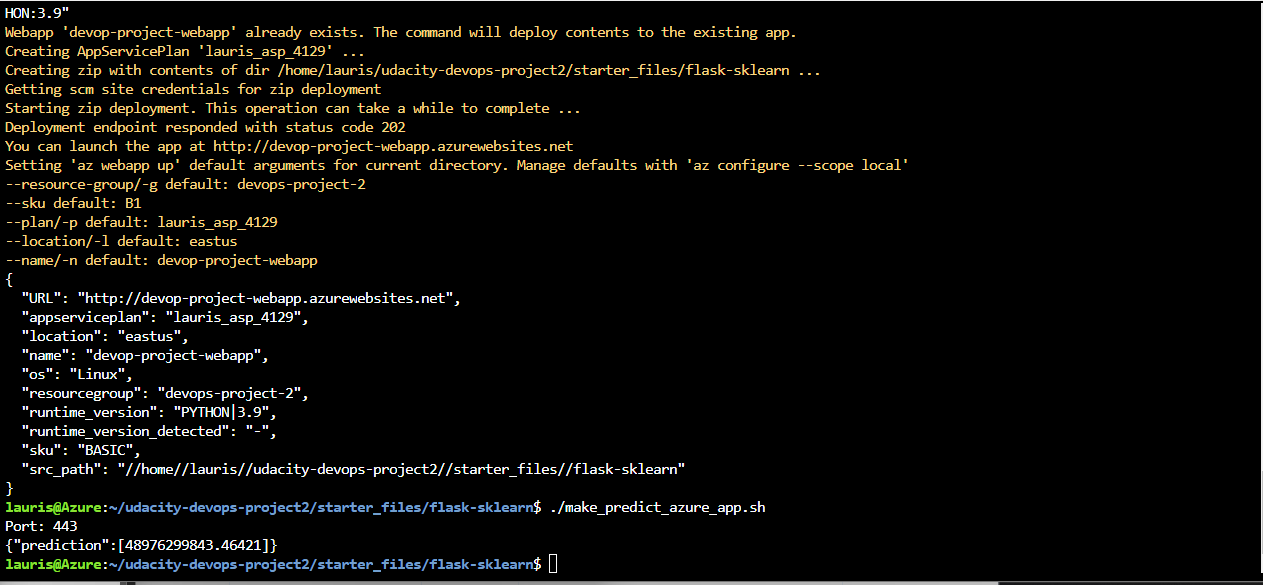 HON:3.9"
Webapp 'devop-project-webapp' already exists. The command will deploy contents to the existing app.
Creating AppServicePlan 'lauris_asp_4129' ...
Creating zip with contents of dir /home/lauris/udacity-devops-project2/starter_files/flask-sklearn ...
Getting scm site credentials for zip deployment
Starting zip deployment. This operation can take a while to complete ...
Deployment endpoint responded with status code 202
You can launch the app at http://devop-project-webapp.azurewebsites.net
Setting 'az webapp up' default arguments for current directory. Manage defaults with 'az configure --scope local'
--resource-group/-g default: devops-project-2
--sku default: B1
--plan/-p default: lauris_asp_4129
--location/-l default: eastus
--name/-n default: devop-project-webapp
{
  "URL": "http://devop-project-webapp.azurewebsites.net",
  "appserviceplan": "lauris_asp_4129",
  "location": "eastus",
  "name": "devop-project-webapp",
  "os": "Linux",
  "resourcegroup": "devops-project-2",
  "runtime_version": "PYTHON|3.9",
  "runtime_version_detected": "-",
  "sku": "BASIC",
  "src_path": "//home//lauris//udacity-devops-project2//starter_files//flask-sklearn"
}
lauris@Azure:~/udacity-devops-project2/starter_files/flask-sklearn$ ./make_predict_azure_app.sh
Port: 443
{"prediction":[48976299843.46421]}
lauris@Azure:~/udacity-devops-project2/starter_files/flask-sklearn$